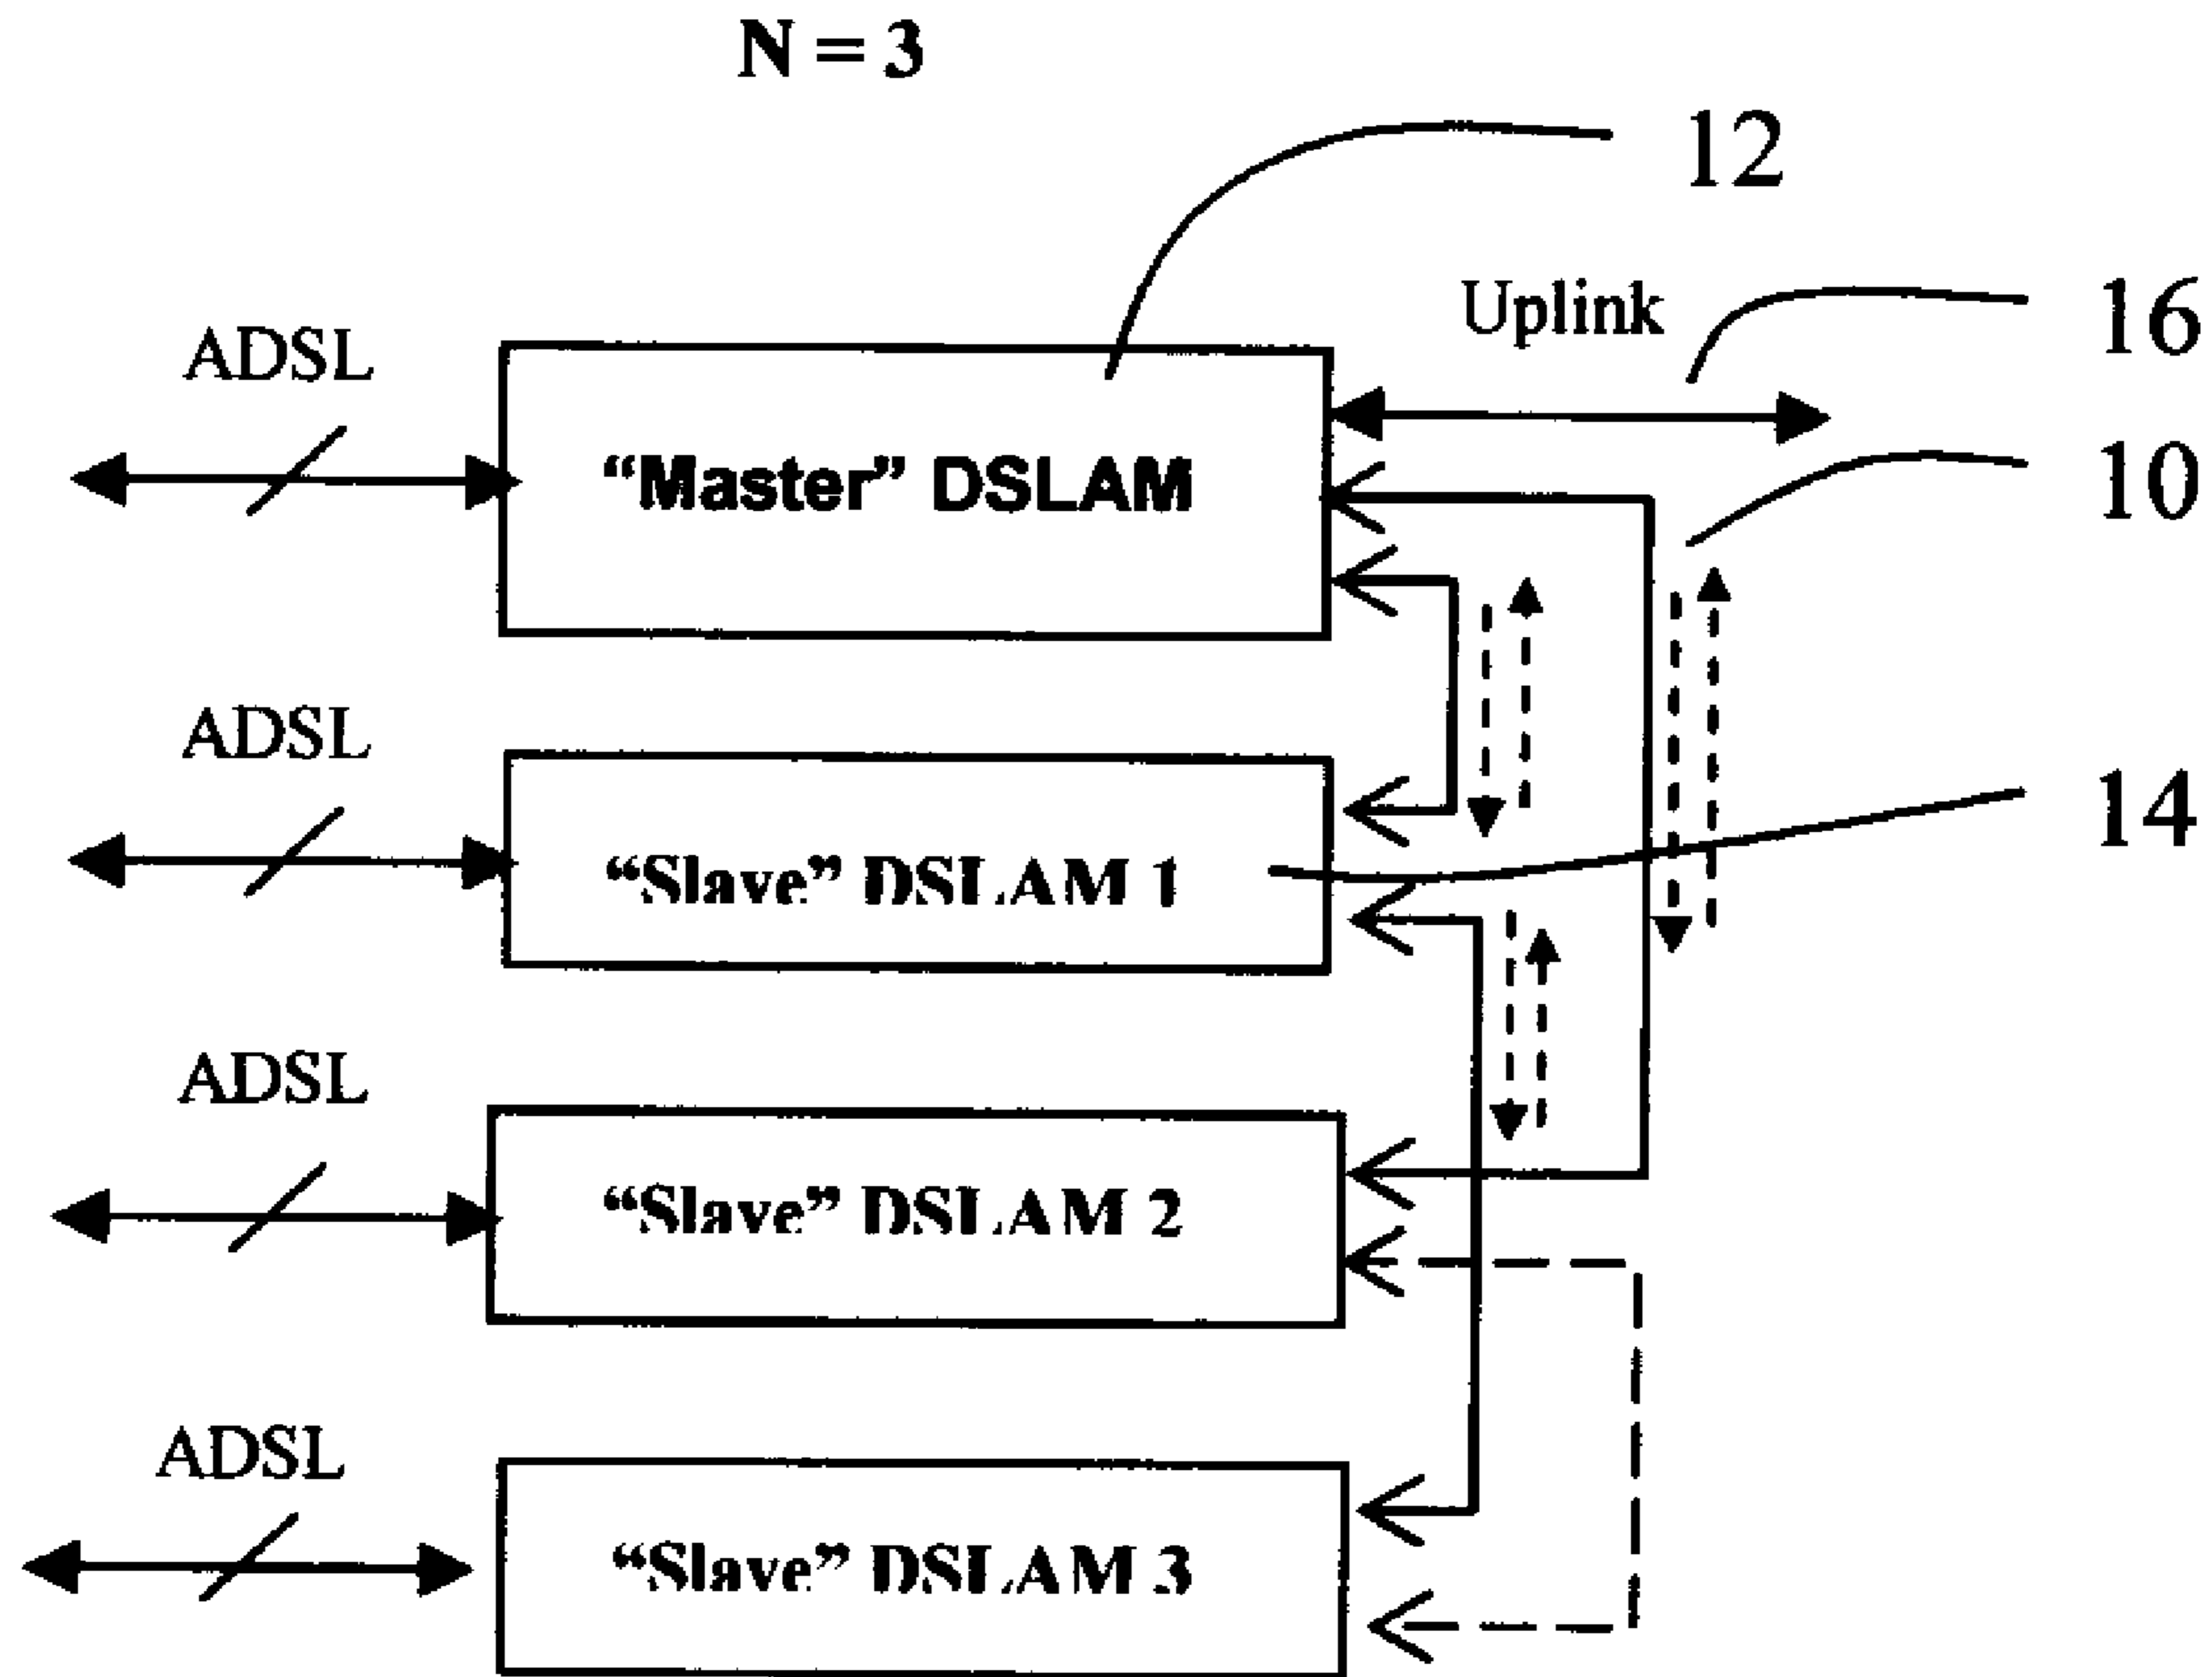 N = 3
12
Uplink
16
ADSL
“Master” DSLAM
10
ADSL
14
“Slave” DSLAM 1
ADSL
“Slave” DSLAM 2
ADSL
“Slave” DSLAM 3